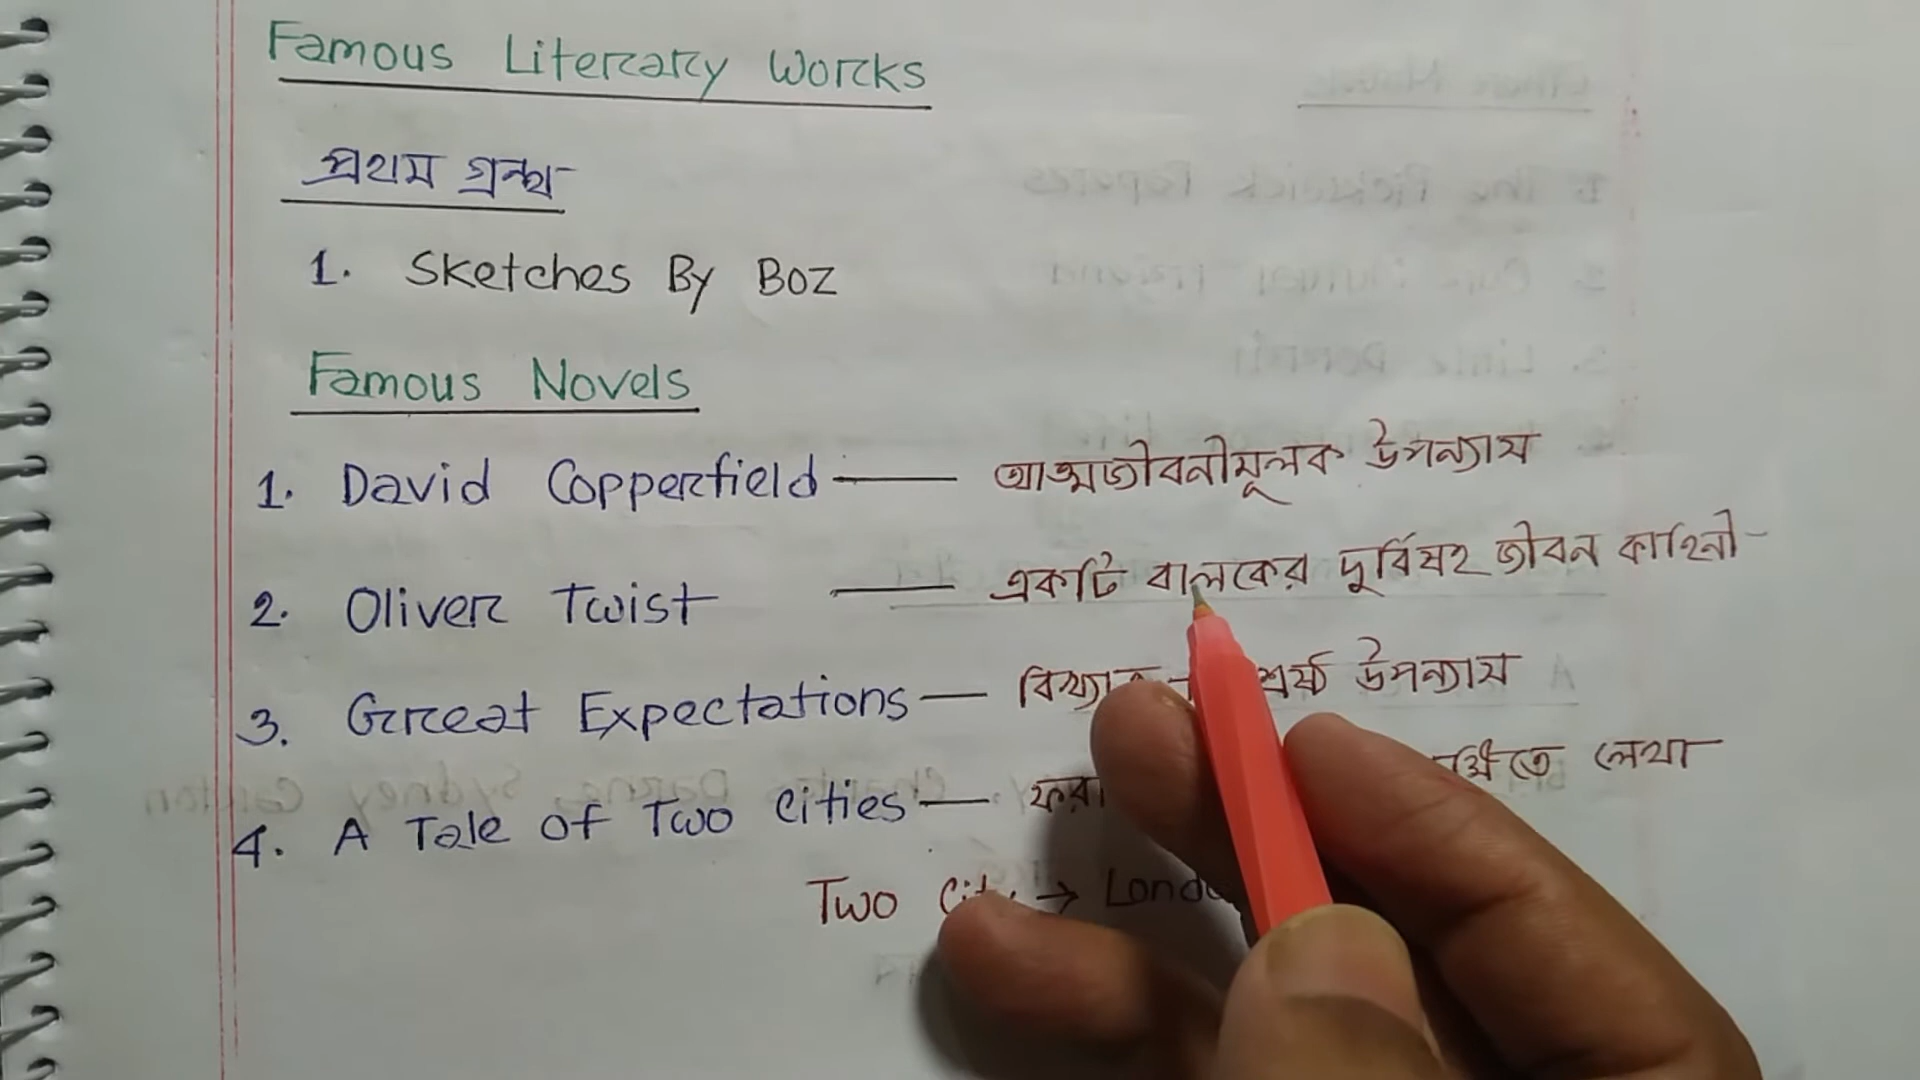 Famous Literary Works
প্রথম গ্রন্থ
1. Sketches By Boz
Famous Novels
1. David Copperfield — আত্মজীবনীমূলক উপন্যাস
2. Oliver Twist — একটি বালকের দুর্বিষহ জীবন কাহিনী
3. Great Expectations — বিখ্যাত উপন্যাস
4. A Tale of Two Cities — লেখা
Two →